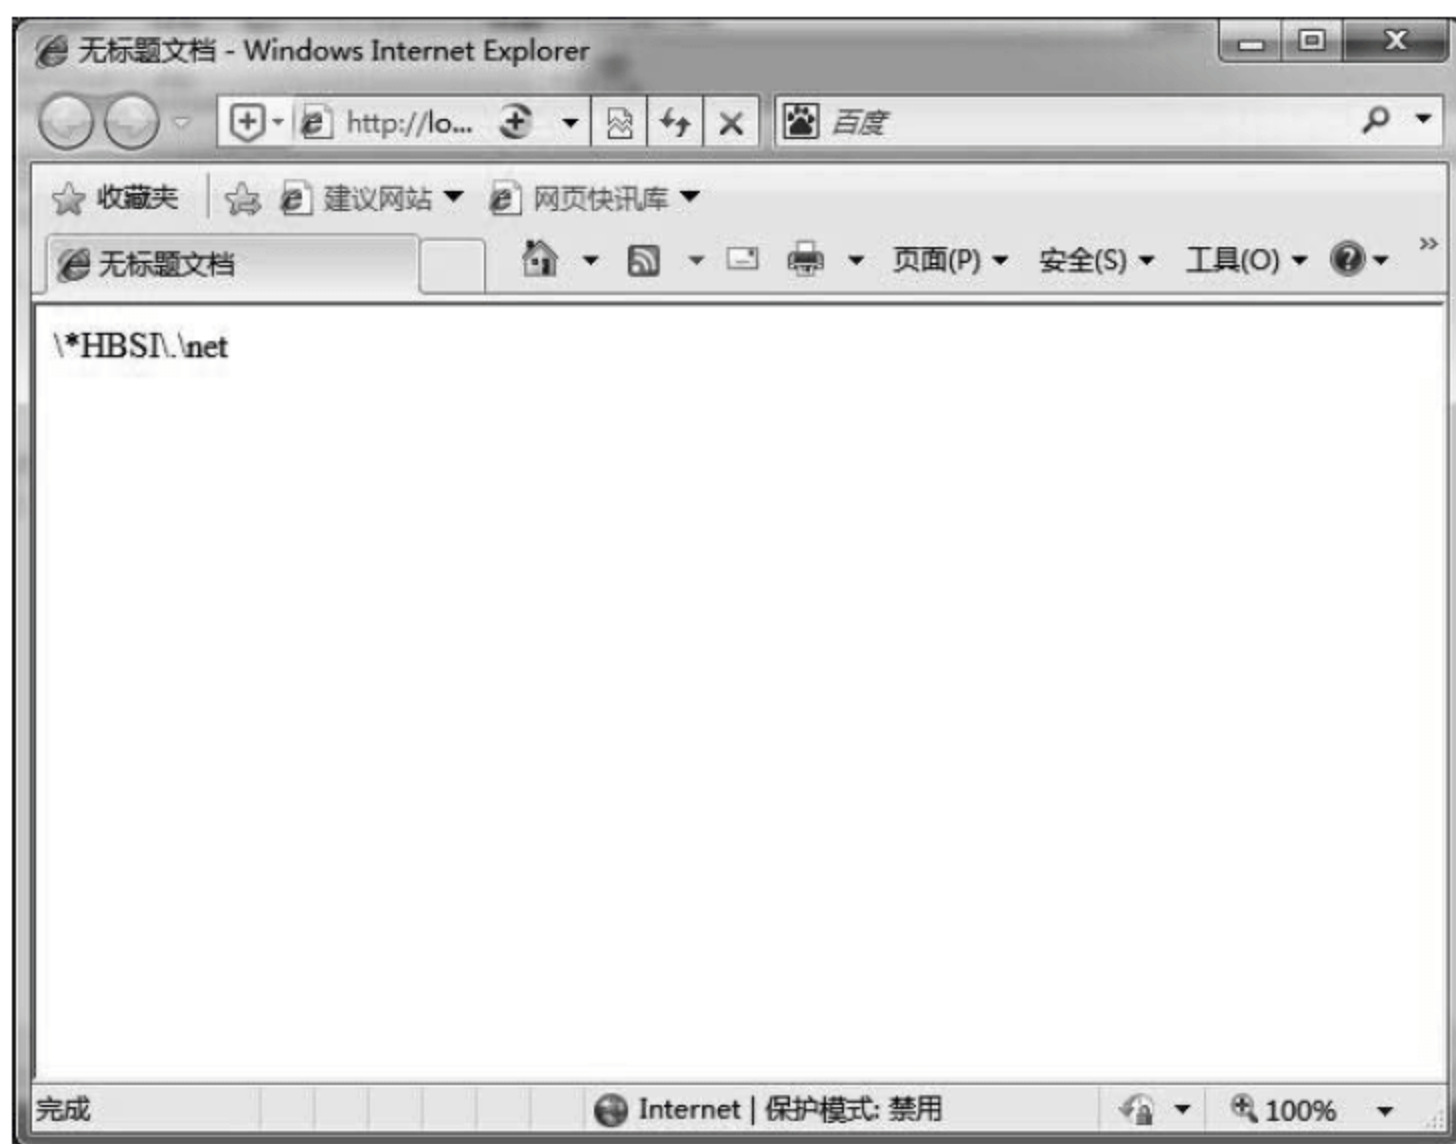 无标题文档 - Windows Internet Explorer
http://lo... 百度
收藏夹 建议网站 网页快讯库
无标题文档 页面(P) 安全(S) 工具(O) »
\*HBSI\.\net
完成 Internet | 保护模式: 禁用 100%